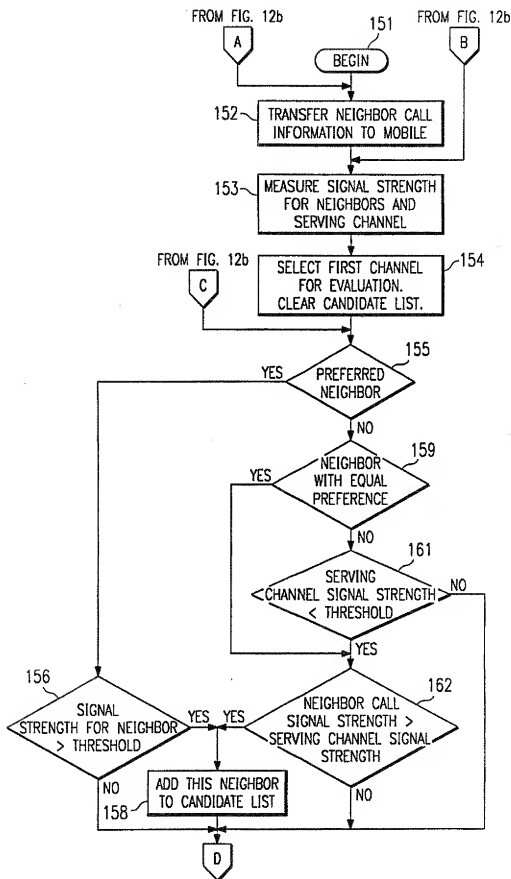 FROM FIG. 12b
A
151
BEGIN
FROM FIG. 12b
B
152
TRANSFER NEIGHBOR CALL
INFORMATION TO MOBILE
153
MEASURE SIGNAL STRENGTH
FOR NEIGHBORS AND
SERVING CHANNEL
FROM FIG. 12b
C
154
SELECT FIRST CHANNEL
FOR EVALUATION.
CLEAR CANDIDATE LIST.
155
PREFERRED
NEIGHBOR
YES
NO
159
NEIGHBOR
WITH EQUAL
PREFERENCE
YES
NO
161
SERVING
CHANNEL SIGNAL STRENGTH
< THRESHOLD
NO
YES
156
SIGNAL
STRENGTH FOR NEIGHBOR
> THRESHOLD
YES
NO
162
NEIGHBOR CALL
SIGNAL STRENGTH >
SERVING CHANNEL SIGNAL
STRENGTH
YES
NO
158
ADD THIS NEIGHBOR
TO CANDIDATE LIST
D